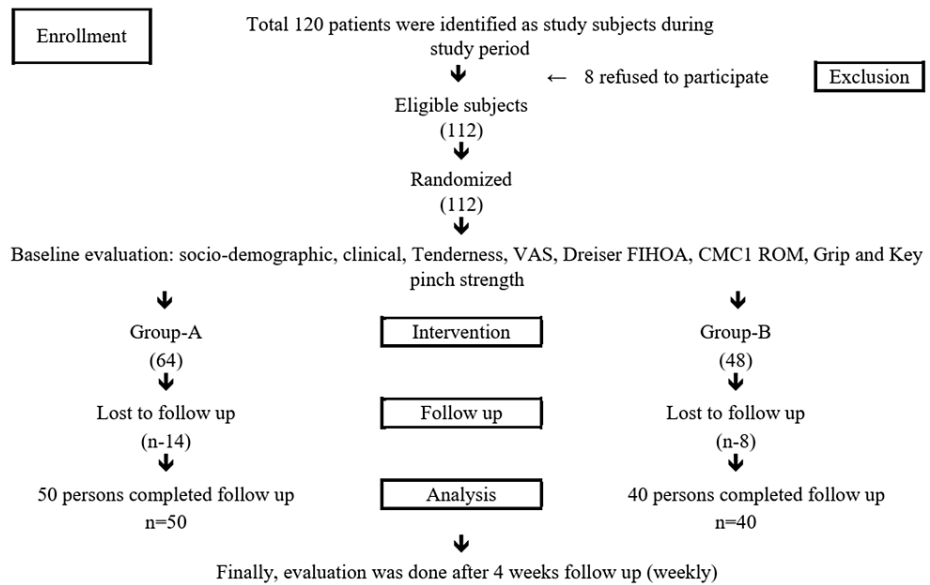 Enrollment
Total 120 patients were identified as study subjects during
study period
← 8 refused to participate
Exclusion
Eligible subjects
(112)
Randomized
(112)
Baseline evaluation: socio-demographic, clinical, Tenderness, VAS, Dreiser FIHOA, CMC1 ROM, Grip and Key
pinch strength
Group-A
(64)
Intervention
Group-B
(48)
Lost to follow up
(n-14)
Follow up
Lost to follow up
(n-8)
50 persons completed follow up
n=50
Analysis
40 persons completed follow up
n=40
Finally, evaluation was done after 4 weeks follow up (weekly)